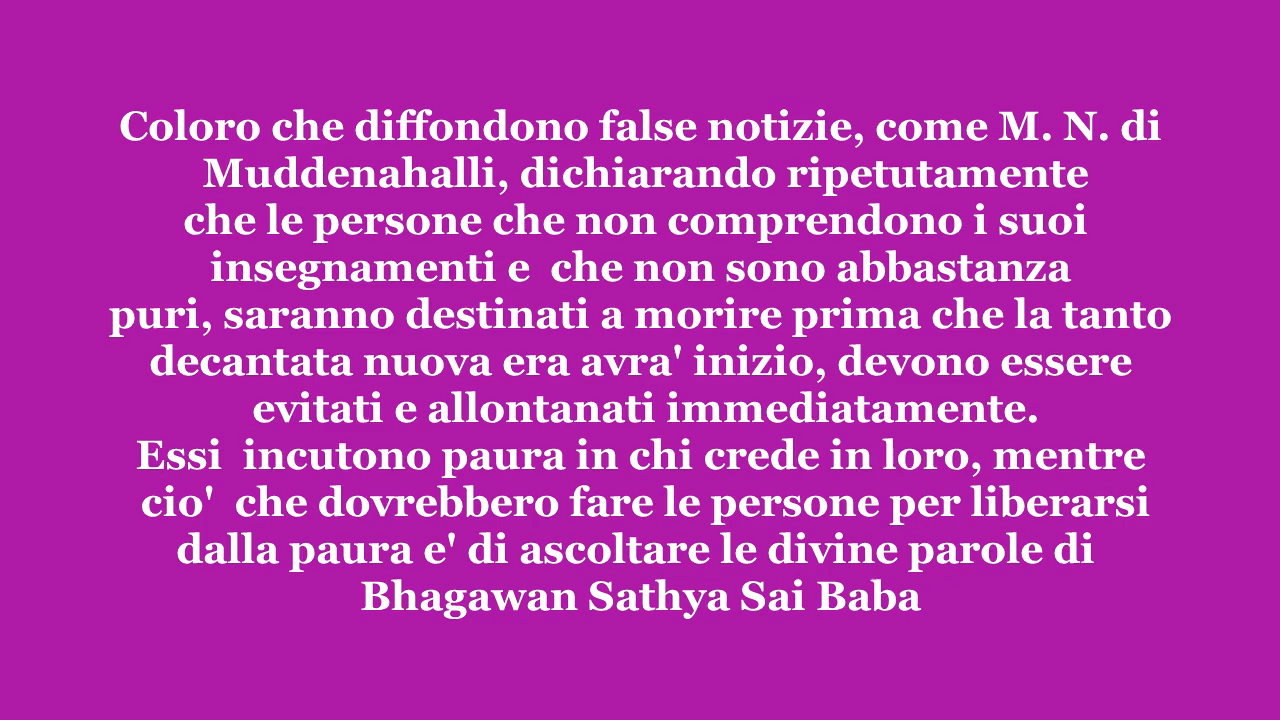 Coloro che diffondono false notizie, come M. N. di
Muddenahalli, dichiarando ripetutamente
che le persone che non comprendono i suoi
insegnamenti e  che non sono abbastanza
puri, saranno destinati a morire prima che la tanto
decantata nuova era avra' inizio, devono essere
evitati e allontanati immediatamente.
Essi  incutono paura in chi crede in loro, mentre
cio'  che dovrebbero fare le persone per liberarsi
dalla paura e' di ascoltare le divine parole di
Bhagawan Sathya Sai Baba